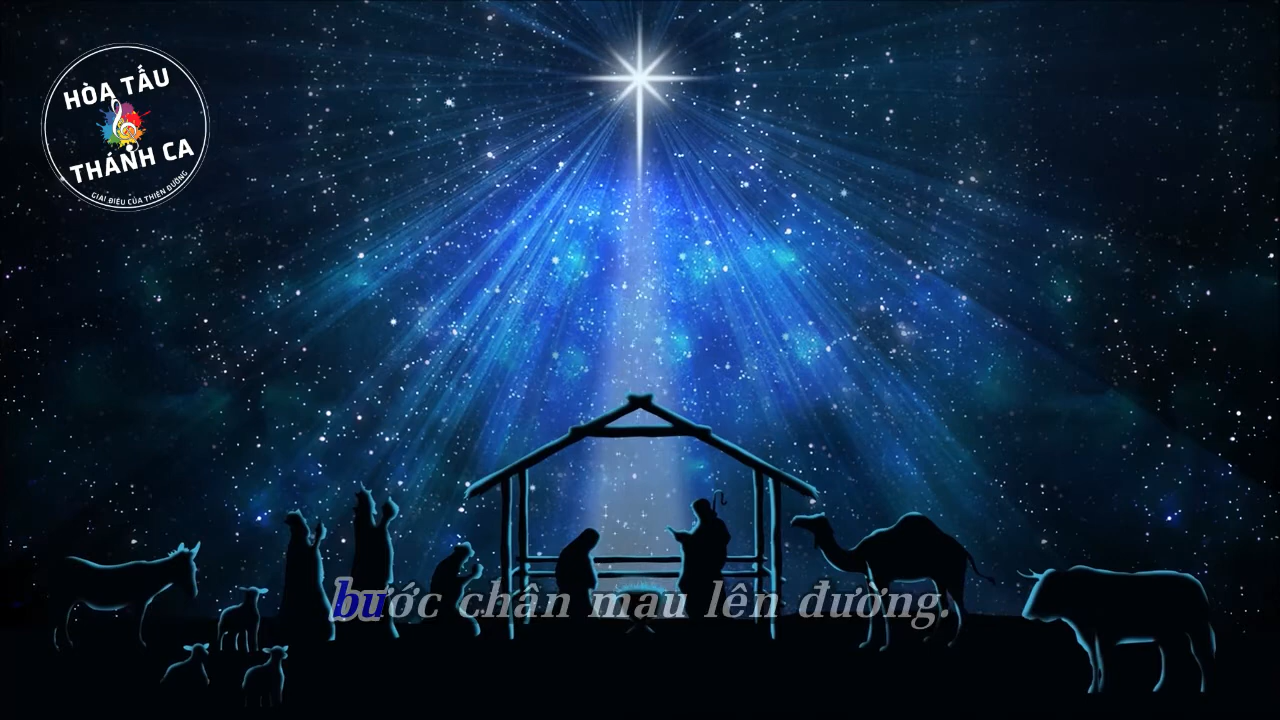 HÒA TẤU
THÁNH CA
GIAI ĐIỆU CỦA THIÊN ĐƯỜNG
bước chân mau lên đường.